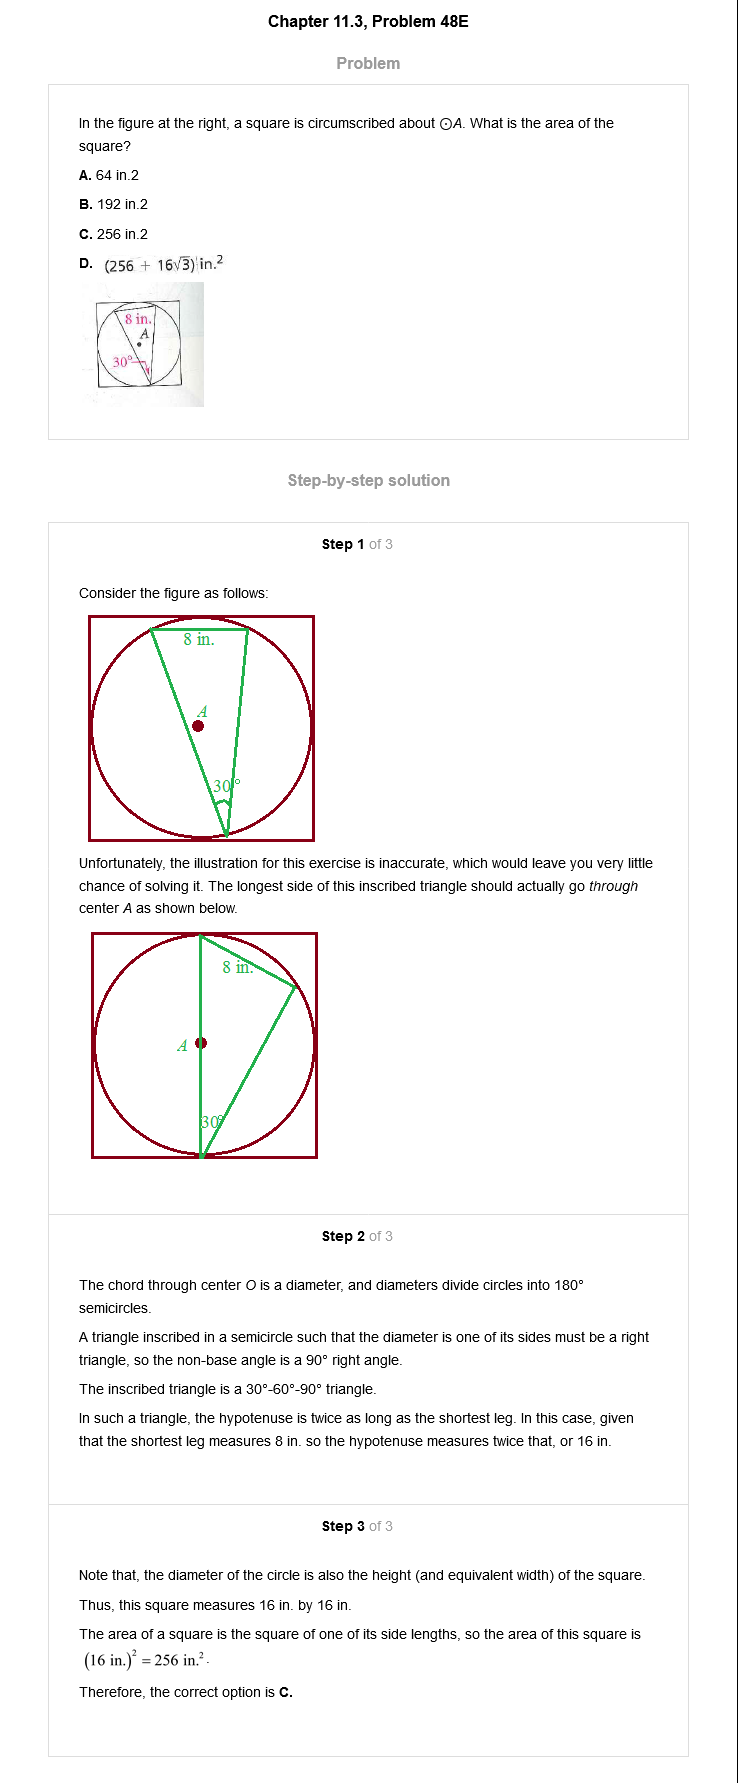 Chapter 11.3, Problem 48E
Problem
In the figure at the right, a square is circumscribed about ⊙A. What is the area of the
square?
A. 64 in.2
B. 192 in.2
C. 256 in.2
D. (256 + 16√3) in.²
8 in.
A
30°
Step-by-step solution
Step 1 of 3
Consider the figure as follows:
8 in.
A
30°
Unfortunately, the illustration for this exercise is inaccurate, which would leave you very little
chance of solving it. The longest side of this inscribed triangle should actually go through
center A as shown below.
8 in.
A
30°
Step 2 of 3
The chord through center O is a diameter, and diameters divide circles into 180°
semicircles.
A triangle inscribed in a semicircle such that the diameter is one of its sides must be a right
triangle, so the non-base angle is a 90° right angle.
The inscribed triangle is a 30°-60°-90° triangle.
In such a triangle, the hypotenuse is twice as long as the shortest leg. In this case, given
that the shortest leg measures 8 in. so the hypotenuse measures twice that, or 16 in.
Step 3 of 3
Note that, the diameter of the circle is also the height (and equivalent width) of the square.
Thus, this square measures 16 in. by 16 in.
The area of a square is the square of one of its side lengths, so the area of this square is
(16 in.)² = 256 in.².
Therefore, the correct option is C.